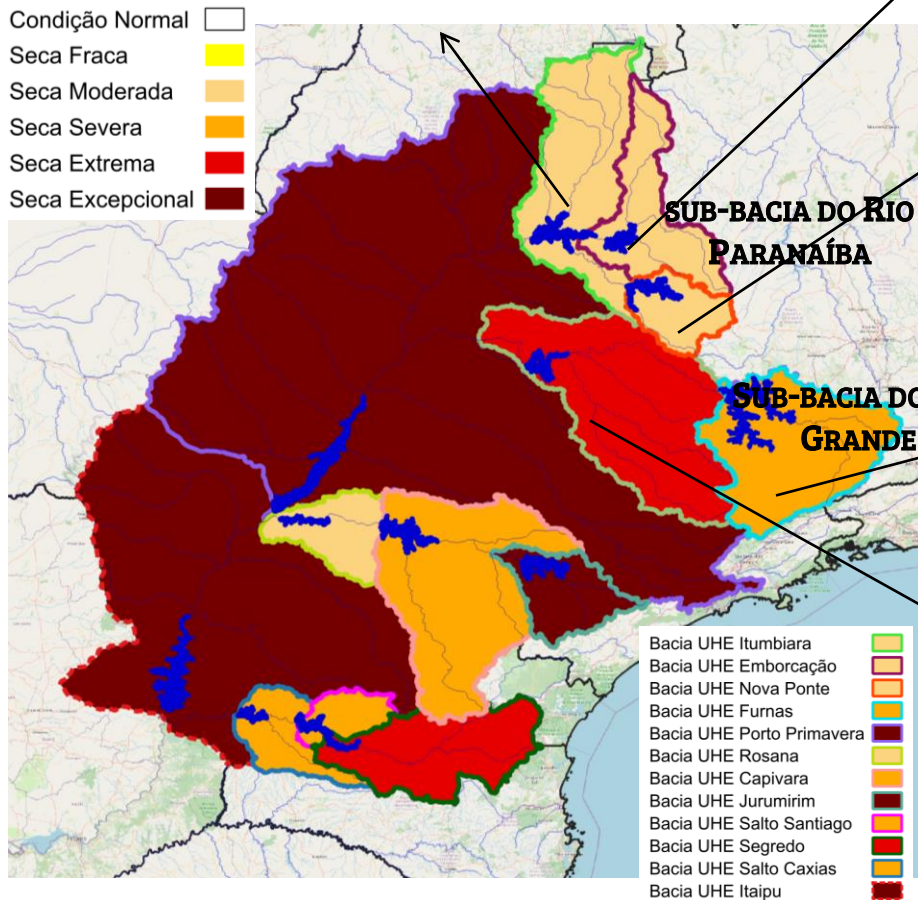 Condição Normal
Seca Fraca
Seca Moderada
Seca Severa
Seca Extrema
Seca Excepcional
SUB-BACIA DO RIO
PARANAÍBA
SUB-BACIA DO
GRANDE
Bacia UHE Itumbiara
Bacia UHE Emborcação
Bacia UHE Nova Ponte
Bacia UHE Furnas
Bacia UHE Porto Primavera
Bacia UHE Rosana
Bacia UHE Capivara
Bacia UHE Jurumirim
Bacia UHE Salto Santiago
Bacia UHE Segredo
Bacia UHE Salto Caxias
Bacia UHE Itaipu